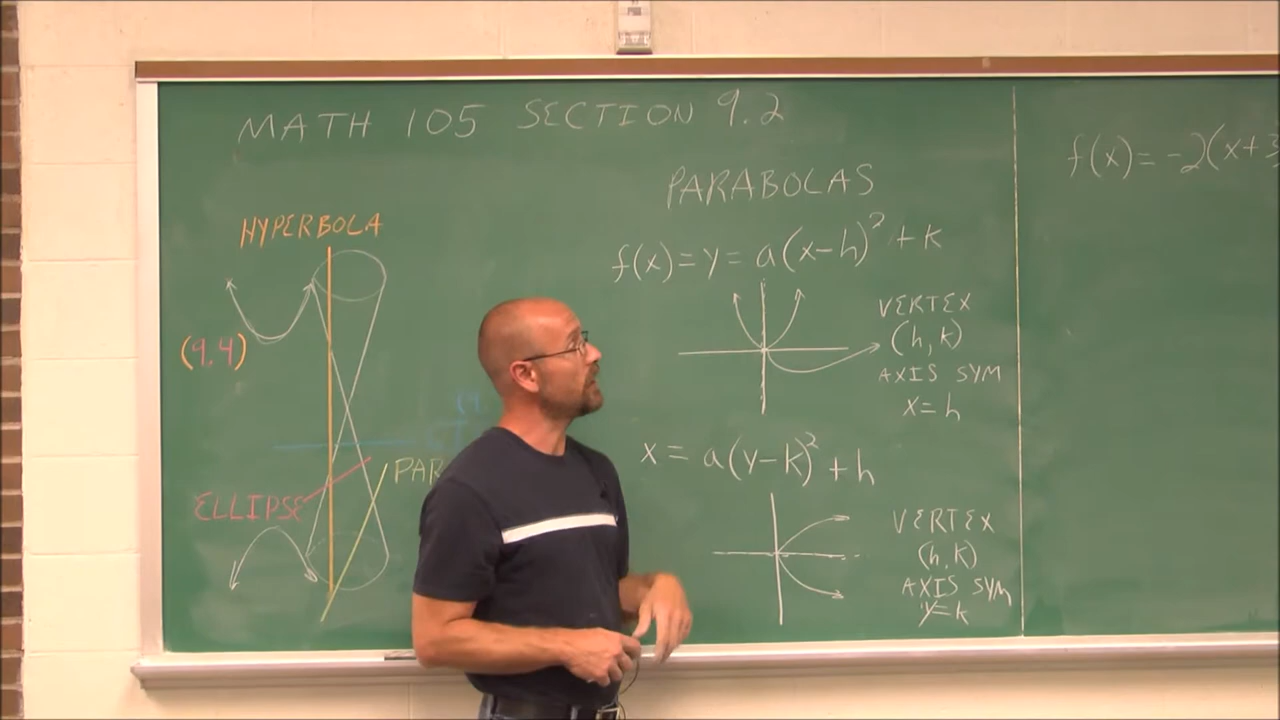 MATH 105 SECTION 9.2
HYPERBOLA
(9.4)
ELLIPSE
PAR
(9.
PARABOLAS
f(x)=y= a(x-h)² + k
VERTEX
(h, k)
AXIS SYM
x=h
x = a(y-k)² + h
VERTEX
(h, k)
AXIS SYM
y=k
f(x)= -2(x+3